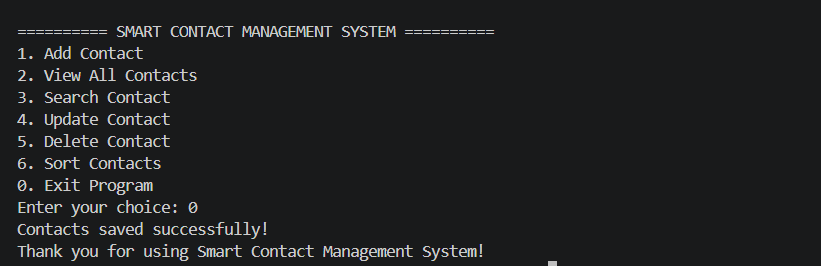 ========== SMART CONTACT MANAGEMENT SYSTEM ==========
1. Add Contact
2. View All Contacts
3. Search Contact
4. Update Contact
5. Delete Contact
6. Sort Contacts
0. Exit Program
Enter your choice: 0
Contacts saved successfully!
Thank you for using Smart Contact Management System!